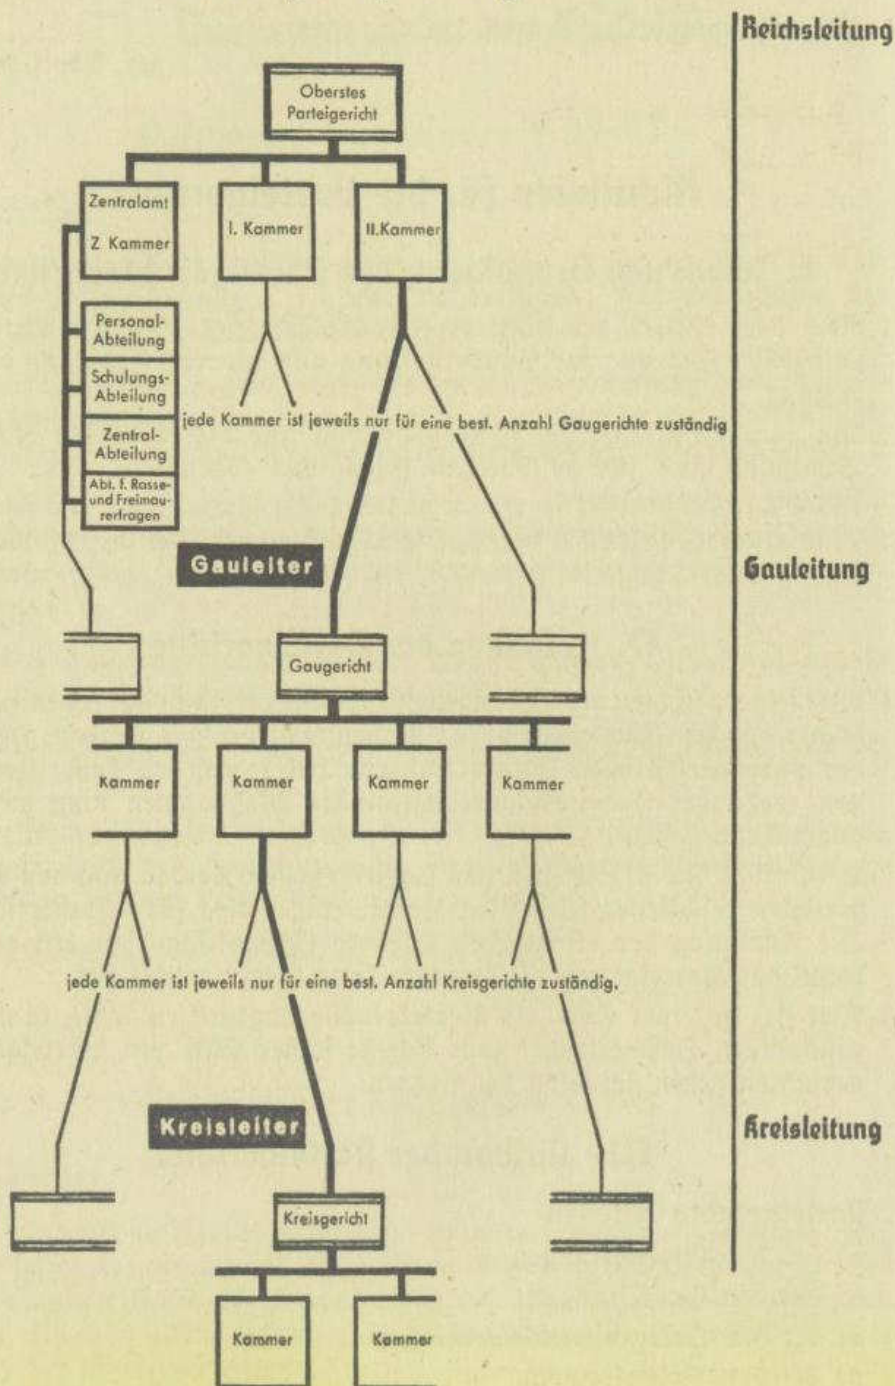 Reichsleitung
Oberstes
Parteigericht
Zentralamt
Z Kammer
I. Kammer
II. Kammer
Personal-
Abteilung
Schulungs-
Abteilung
Zentral-
Abteilung
Abt. f. Rasse-
und Freimau-
rerfragen
jede Kammer ist jeweils nur für eine best. Anzahl Gaugerichte zuständig
Gauleiter
Gauleitung
Gaugericht
Kammer
Kammer
Kammer
Kammer
jede Kammer ist jeweils nur für eine best. Anzahl Kreisgerichte zuständig.
Kreisleiter
Kreisleitung
Kreisgericht
Kammer
Kammer